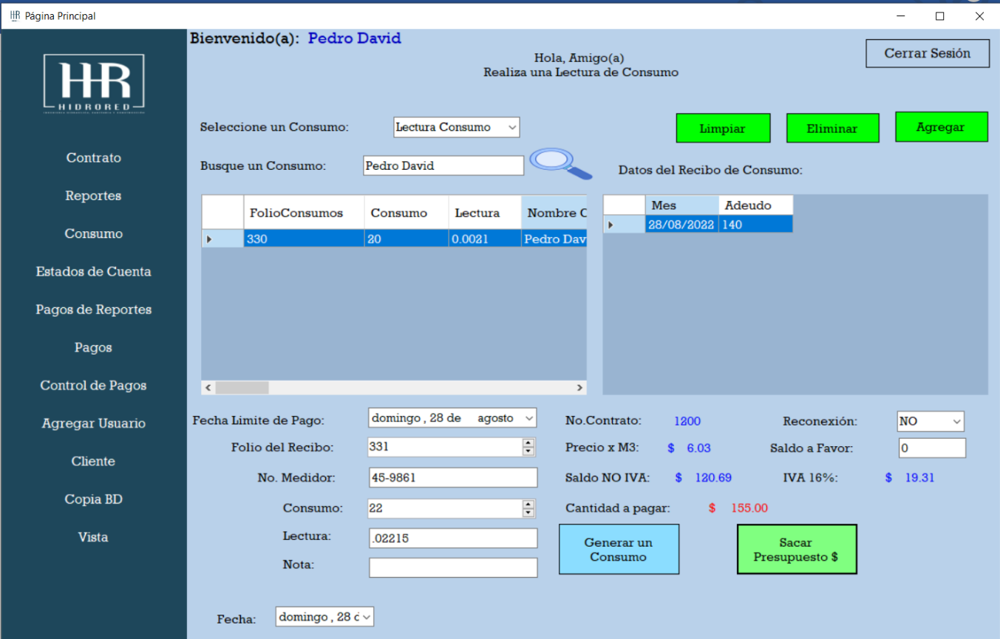 HR Página Principal
Bienvenido(a): Pedro David
Hola, Amigo(a)
Realiza una Lectura de Consumo
Cerrar Sesión
HR
HIDRORED
Contrato
Reportes
Consumo
Estados de Cuenta
Pagos de Reportes
Pagos
Control de Pagos
Agregar Usuario
Cliente
Copia BD
Vista
Seleccione un Consumo: Lectura Consumo
Limpiar Eliminar Agregar
Busque un Consumo: Pedro David
Datos del Recibo de Consumo:
FolioConsumos Consumo Lectura Nombre C
330 20 0.0021 Pedro Dav
Mes Adeudo
28/08/2022 140
Fecha Limite de Pago: domingo , 28 de agosto
No.Contrato: 1200
Reconexión: NO
Folio del Recibo: 331
Precio x M3: $ 6.03
Saldo a Favor: 0
No. Medidor: 45-9861
Saldo NO IVA: $ 120.69
IVA 16%: $ 19.31
Consumo: 22
Cantidad a pagar: $ 155.00
Lectura: .02215
Generar un
Consumo
Sacar
Presupuesto $
Nota:
Fecha: domingo , 28 d